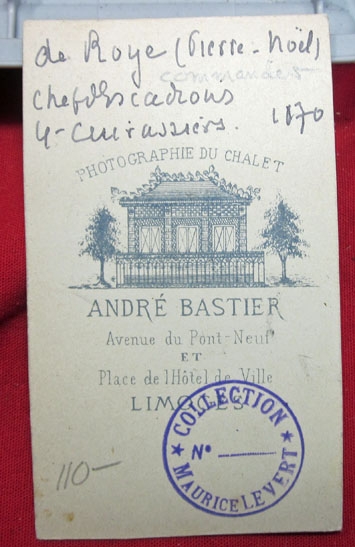 de Roye (Pierre-Noël)
commandes
Chef d'Escadrons
4e Cuirassiers. 1870
PHOTOGRAPHIE DU CHALET
ANDRÉ BASTIER
Avenue du Pont-Neuf
ET
Place de l'Hôtel de Ville
LIMOGES
COLLECTION
N°
MAURICE LEVERT
110—